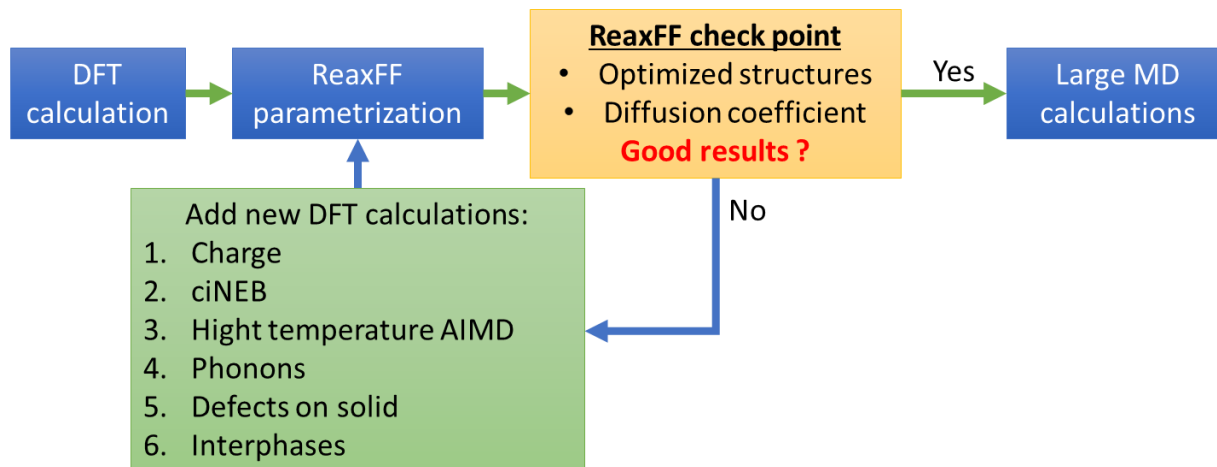 DFT
calculation
ReaxFF
parametrization
ReaxFF check point
• Optimized structures
• Diffusion coefficient
Good results ?
Yes
Large MD
calculations
No
Add new DFT calculations:
1. Charge
2. ciNEB
3. Hight temperature AIMD
4. Phonons
5. Defects on solid
6. Interphases